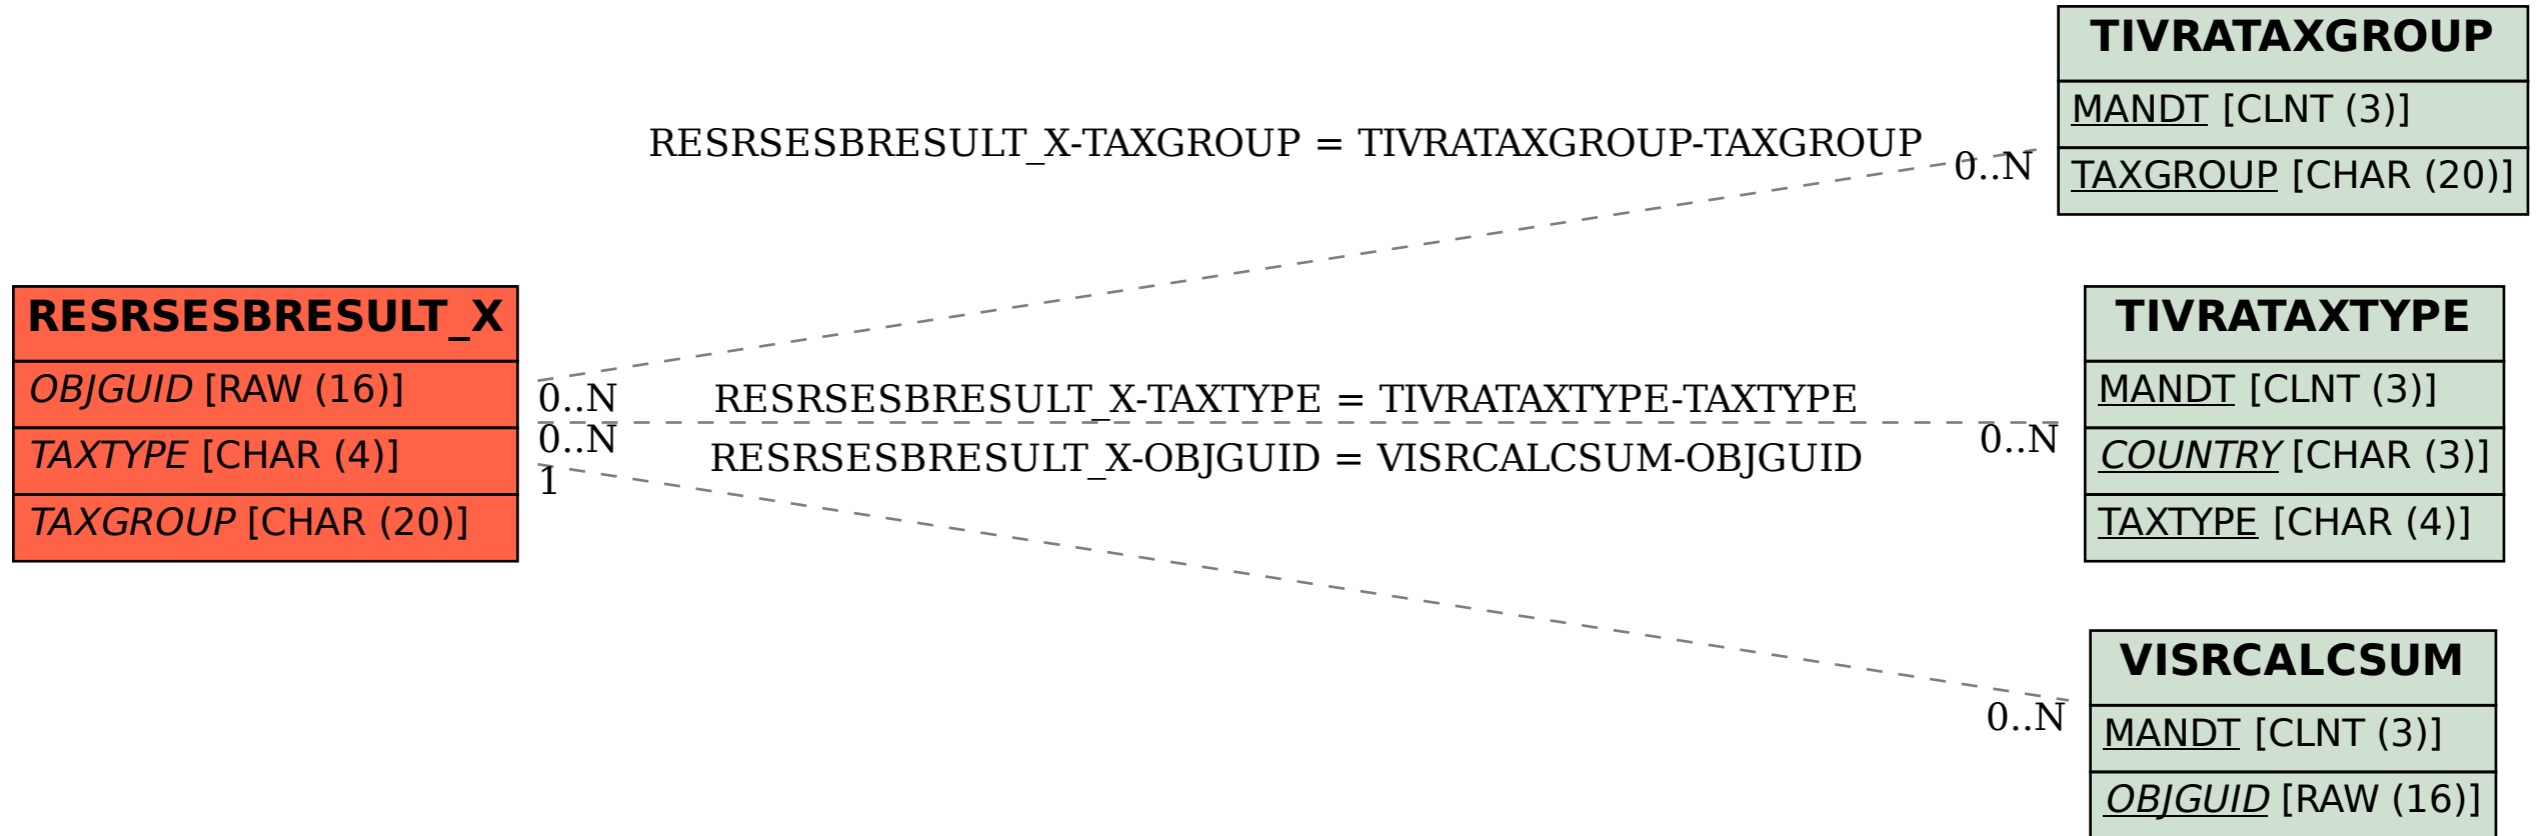 TIVRATAXGROUP
MANDT [CLNT (3)]
TAXGROUP [CHAR (20)]
RESRSESBRESULT_X-TAXGROUP = TIVRATAXGROUP-TAXGROUP
0..N
RESRSESBRESULT_X
OBJGUID [RAW (16)]
TAXTYPE [CHAR (4)]
TAXGROUP [CHAR (20)]
0..N
0..N
1
RESRSESBRESULT_X-TAXTYPE = TIVRATAXTYPE-TAXTYPE
0..N
RESRSESBRESULT_X-OBJGUID = VISRCALCSUM-OBJGUID
0..N
TIVRATAXTYPE
MANDT [CLNT (3)]
COUNTRY [CHAR (3)]
TAXTYPE [CHAR (4)]
VISRCALCSUM
MANDT [CLNT (3)]
OBJGUID [RAW (16)]